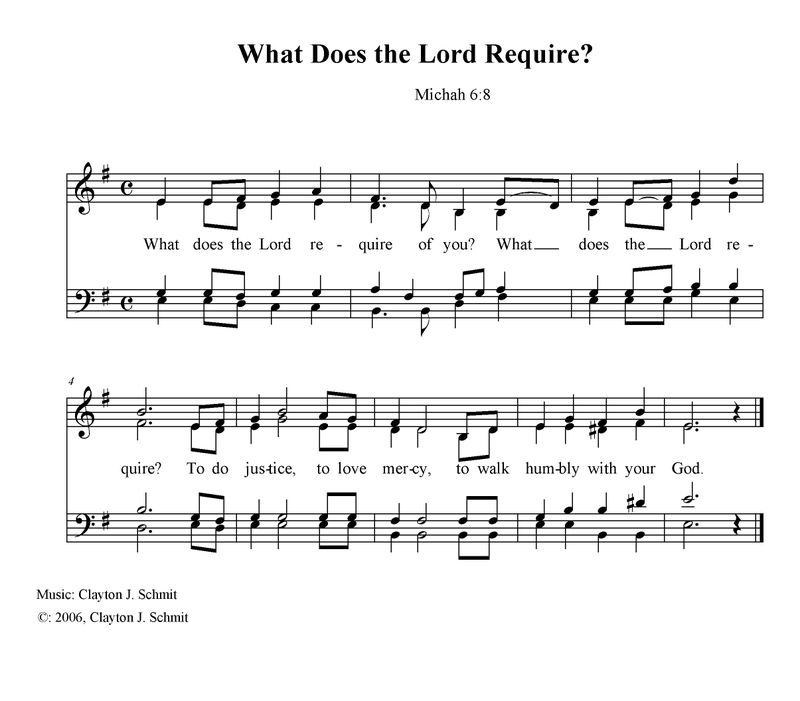 What Does the Lord Require?
Michah 6:8
What does the Lord re - quire of you? What does the Lord re -
4
quire? To do jus-tice, to love mer-cy, to walk hum-bly with your God.
Music: Clayton J. Schmit
©: 2006, Clayton J. Schmit